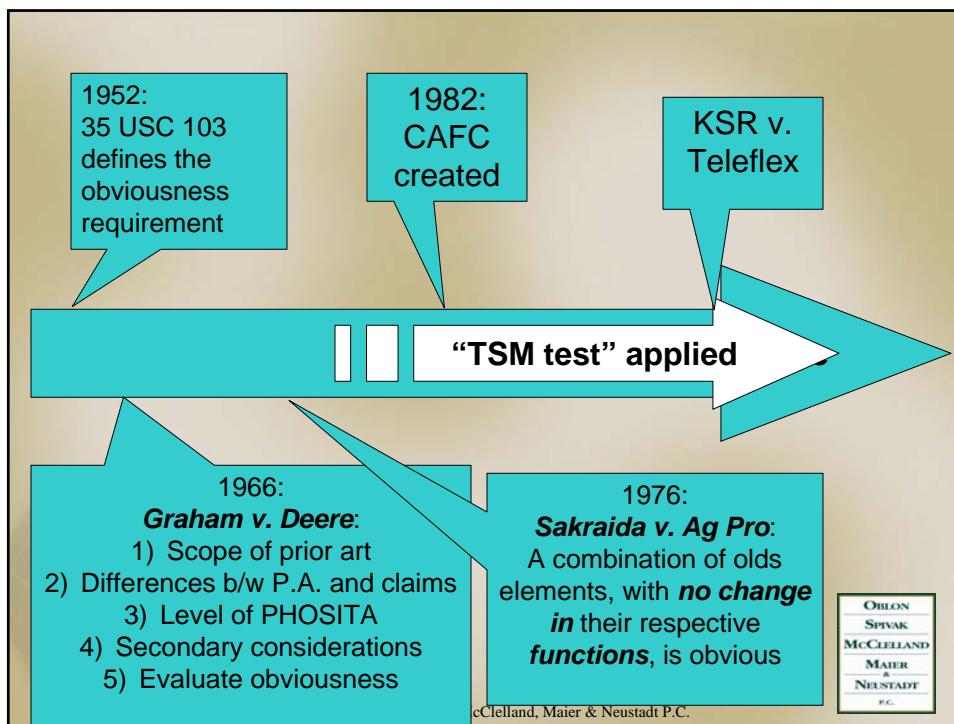 1952:
35 USC 103
defines the
obviousness
requirement
1982:
CAFC
created
KSR v.
Teleflex
“TSM test” applied
1966:
Graham v. Deere:
1) Scope of prior art
2) Differences b/w P.A. and claims
3) Level of PHOSITA
4) Secondary considerations
5) Evaluate obviousness
1976:
Sakraida v. Ag Pro:
A combination of olds
elements, with no change
in their respective
functions, is obvious
OBLON
SPIVAK
MCCLELLAND
MAIER
&
NEUSTADT
P.C.
cClelland, Maier & Neustadt P.C.